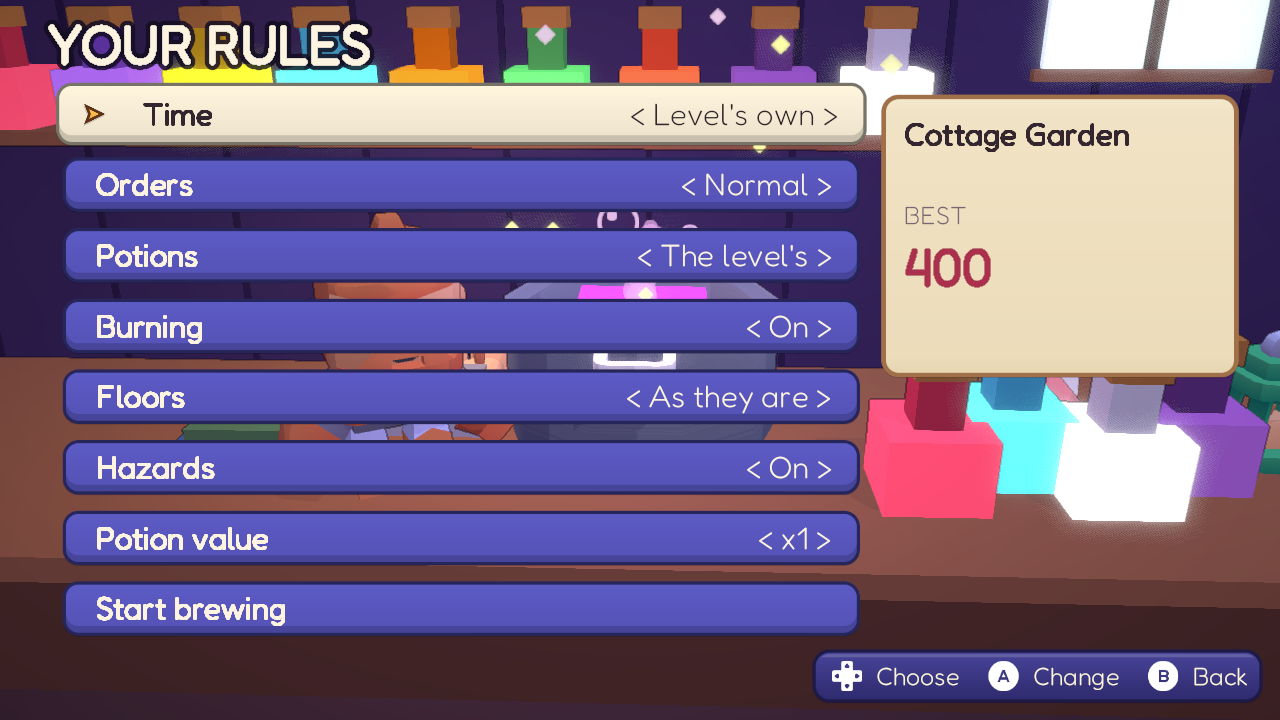 YOUR RULES
Time < Level's own >
Orders < Normal >
Potions < The level's >
Burning < On >
Floors < As they are >
Hazards < On >
Potion value < x1 >
Start brewing
Cottage Garden
BEST
400
Choose A Change B Back